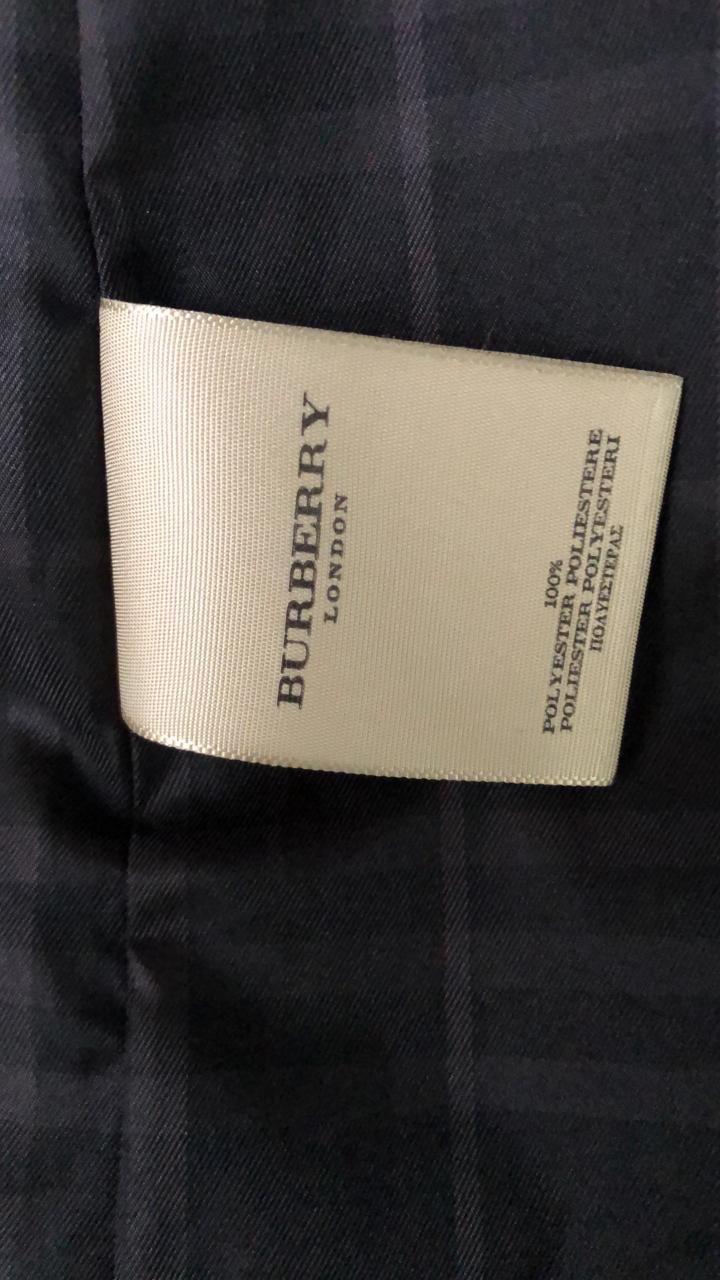 BURBERRY
LONDON
100%
POLYESTER POLIESTERE
POLIESTER POLYESTERI
ΠΟΛΥΕΣΤΕΡΑΣ